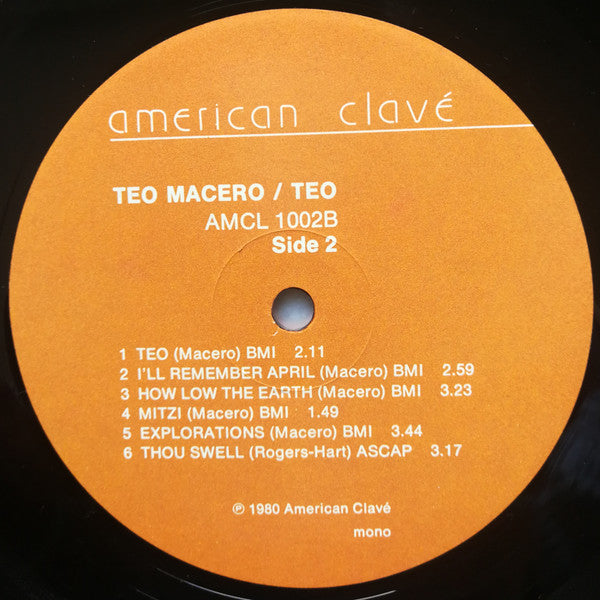 american clavé
TEO MACERO / TEO
AMCL 1002B
Side 2
1 TEO (Macero) BMI 2.11
2 I'LL REMEMBER APRIL (Macero) BMI 2.59
3 HOW LOW THE EARTH (Macero) BMI 3.23
4 MITZI (Macero) BMI 1.49
5 EXPLORATIONS (Macero) BMI 3.44
6 THOU SWELL (Rogers-Hart) ASCAP 3.17
℗ 1980 American Clavé
mono